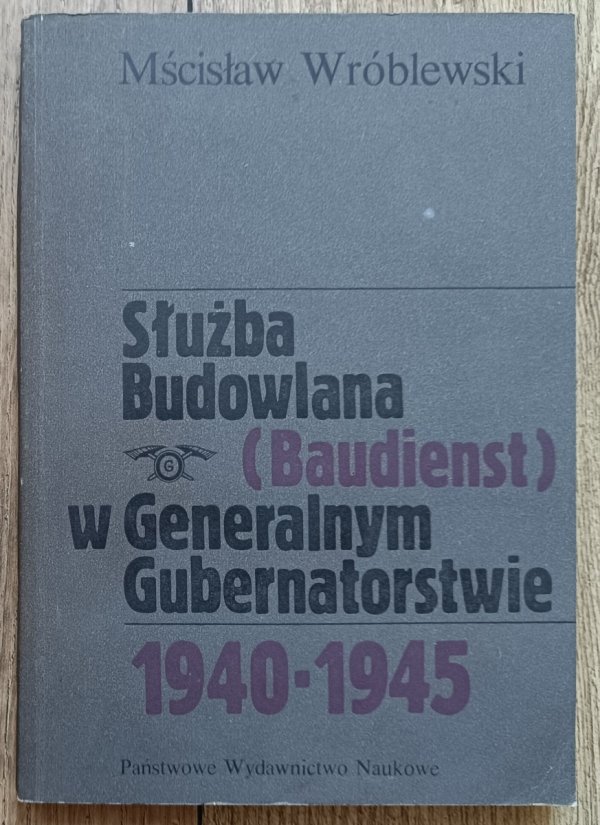 Mścisław Wróblewski
Służba
Budowlana
G (Baudienst)
w Generalnym
Gubernatorstwie
1940-1945
Państwowe Wydawnictwo Naukowe